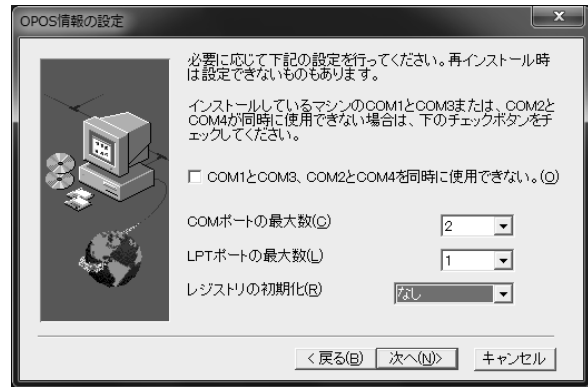 OPOS情報の設定
必要に応じて下記の設定を行ってください。再インストール時
は設定できないものもあります。
インストールしているマシンのCOM1とCOM3または、COM2と
COM4が同時に使用できない場合は、下のチェックボタンをチ
ェックしてください。
COM1とCOM3、COM2とCOM4を同時に使用できない。(O)
COMポートの最大数(C) 2
LPTポートの最大数(L) 1
レジストリの初期化(R) なし
< 戻る(B) 次へ(N)> キャンセル